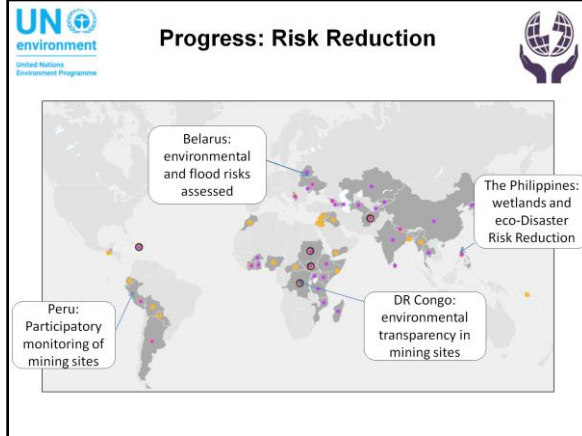 UN
environment
United Nations
Environment Programme
Progress: Risk Reduction
Belarus:
environmental
and flood risks
assessed
The Philippines:
wetlands and
eco-Disaster
Risk Reduction
Peru:
Participatory
monitoring of
mining sites
DR Congo:
environmental
transparency in
mining sites